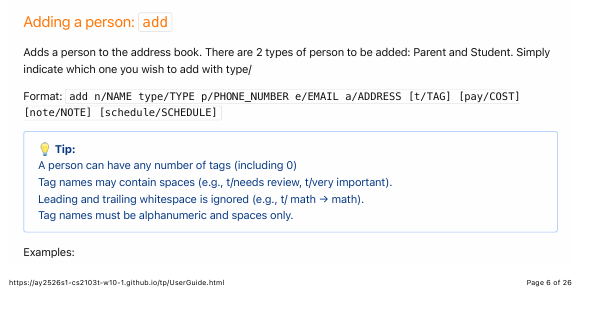 Adding a person: add
Adds a person to the address book. There are 2 types of person to be added: Parent and Student. Simply
indicate which one you wish to add with type/
Format: add n/NAME type/TYPE p/PHONE_NUMBER e/EMAIL a/ADDRESS [t/TAG] [pay/COST]
[note/NOTE] [schedule/SCHEDULE]
💡 Tip:
A person can have any number of tags (including 0)
Tag names may contain spaces (e.g., t/needs review, t/very important).
Leading and trailing whitespace is ignored (e.g., t/ math → math).
Tag names must be alphanumeric and spaces only.
Examples:
https://ay2526s1-cs2103t-w10-1.github.io/tp/UserGuide.html Page 6 of 26